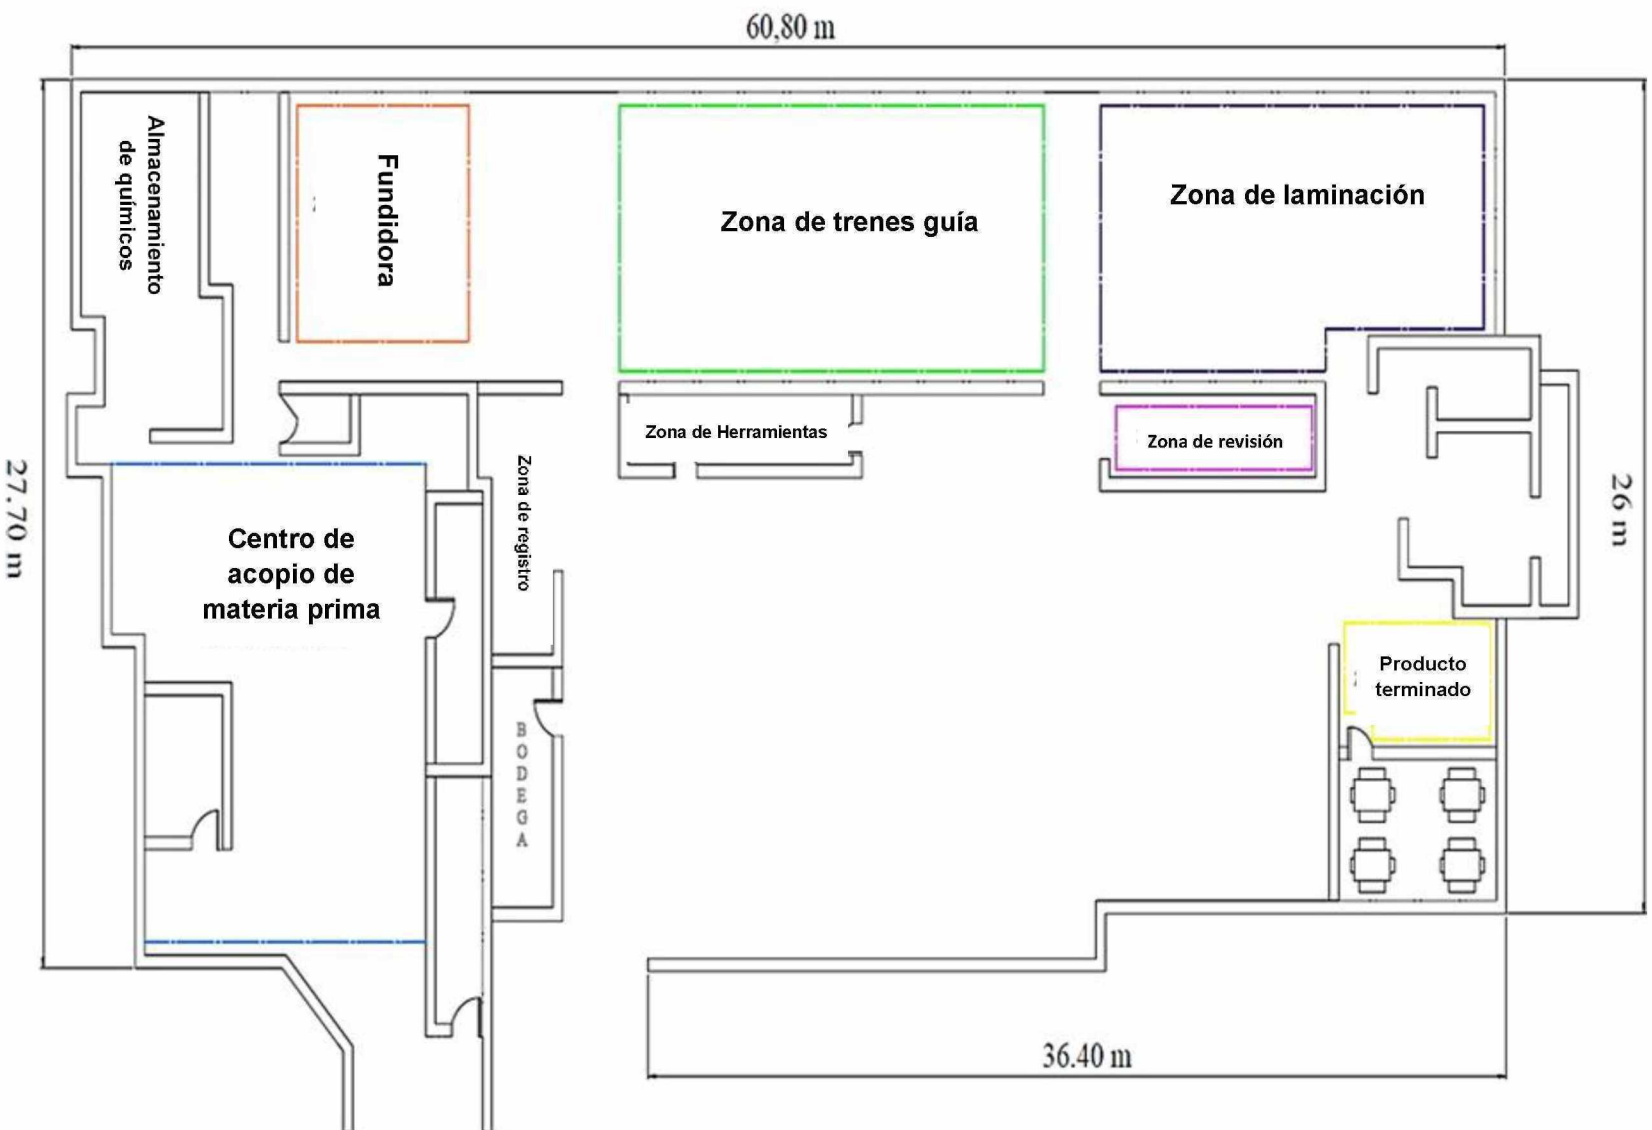 60,80 m
Almacenamiento
de químicos
Fundidora
Zona de trenes guía
Zona de laminación
Zona de Herramientas
Zona de revisión
Zona de registro
27.70 m
26 m
Centro de
acopio de
materia prima
Producto
terminado
BODEGA
36.40 m